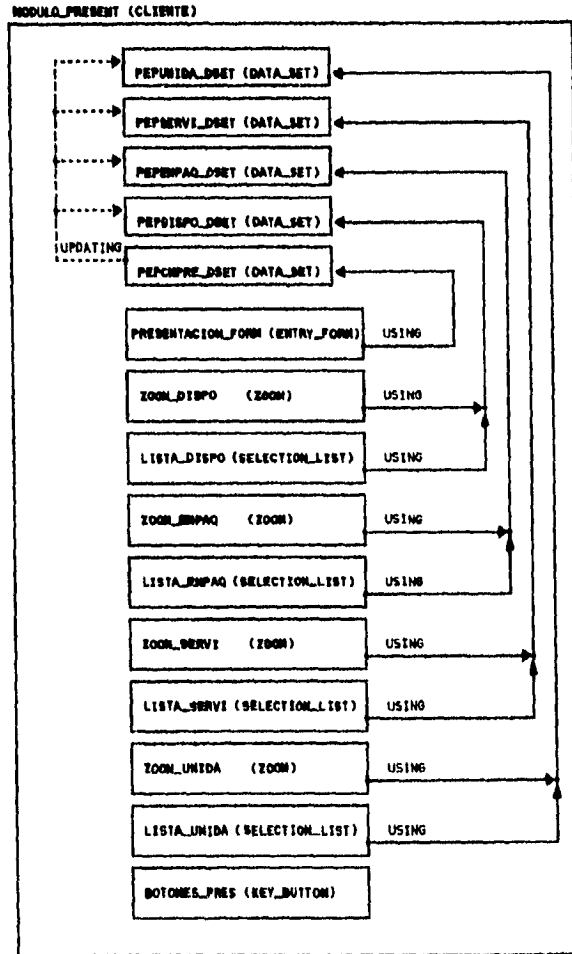 MODULO_PRESENT (CLIENTE)
PEPUNIDA_DSET (DATA_SET)
PEPSERVI_DSET (DATA_SET)
PEPEMPAQ_DSET (DATA_SET)
PEPDISPO_DSET (DATA_SET)
UPDATING
PEPCMPRE_DSET (DATA_SET)
PRESENTACION_FORM (ENTRY_FORM) USING
ZOOM_DISPO (ZOOM) USING
LISTA_DISPO (SELECTION_LIST) USING
ZOOM_EMPAQ (ZOOM) USING
LISTA_EMPAQ (SELECTION_LIST) USING
ZOOM_SERVI (ZOOM) USING
LISTA_SERVI (SELECTION_LIST) USING
ZOOM_UNIDA (ZOOM) USING
LISTA_UNIDA (SELECTION_LIST) USING
BOTONES_PRES (KEY_BUTTON)